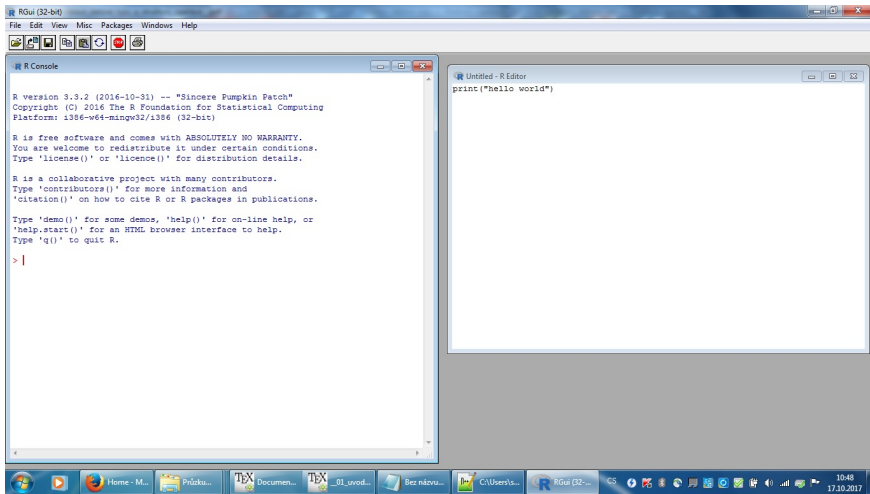 RGui (32-bit)
File Edit View Misc Packages Windows Help
STOP
R Console
R version 3.3.2 (2016-10-31) -- "Sincere Pumpkin Patch"
Copyright (C) 2016 The R Foundation for Statistical Computing
Platform: i386-w64-mingw32/i386 (32-bit)
R is free software and comes with ABSOLUTELY NO WARRANTY.
You are welcome to redistribute it under certain conditions.
Type 'license()' or 'licence()' for distribution details.
R is a collaborative project with many contributors.
Type 'contributors()' for more information and
'citation()' on how to cite R or R packages in publications.
Type 'demo()' for some demos, 'help()' for on-line help, or
'help.start()' for an HTML browser interface to help.
Type 'q()' to quit R.
>
Untitled - R Editor
print("hello world")
Home - M...
Průzku...
TEX Documen...
TEX _01_uvod...
Bez názvu...
C:\Users\s...
R RGui (32-...
CS
10:48
17.10.2017